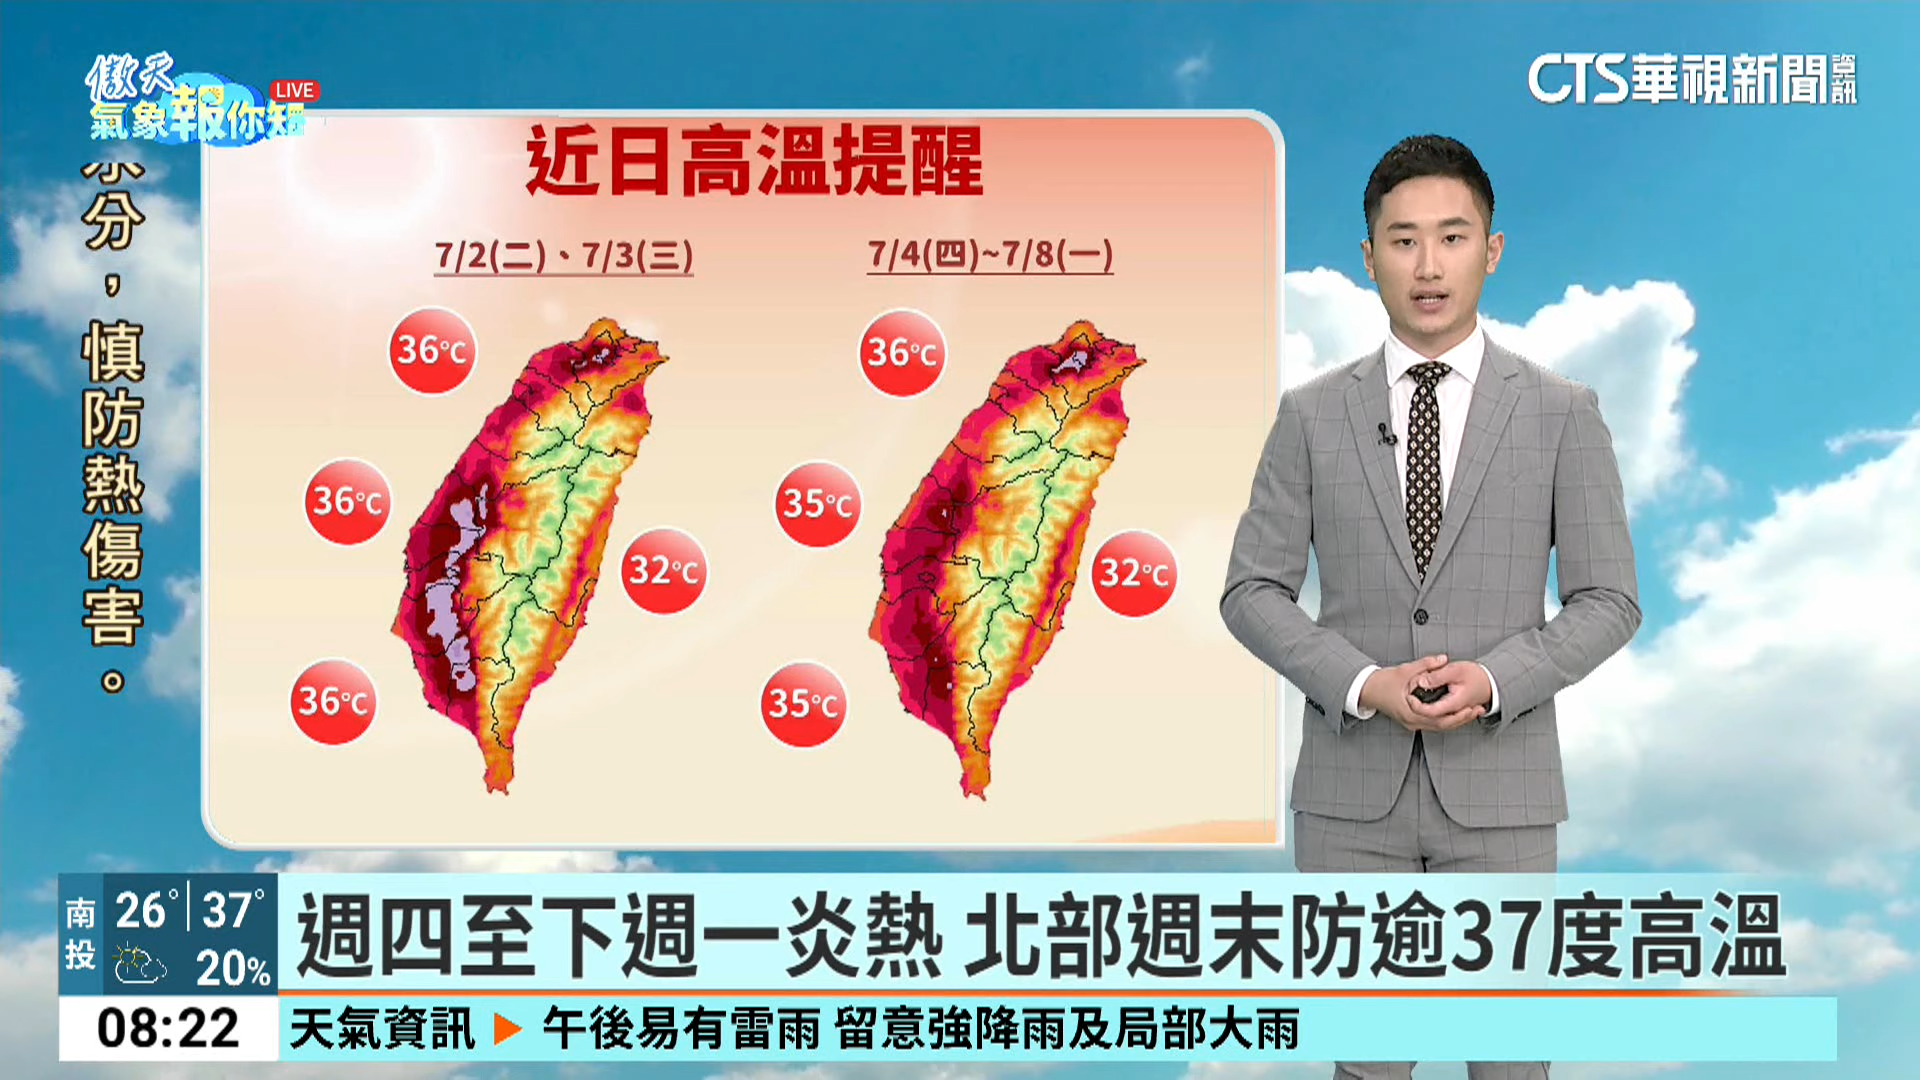 傲天
氣象報你知
LIVE
CTS華視新聞資訊
水分，慎防熱傷害。
近日高溫提醒
7/2(二)、7/3(三)
7/4(四)~7/8(一)
36°C
36°C
36°C
35°C
36°C
35°C
32°C
32°C
36°C
35°C
南投
26° 37°
20%
週四至下週一炎熱 北部週末防逾37度高溫
08:22
天氣資訊 ▶ 午後易有雷雨 留意強降雨及局部大雨